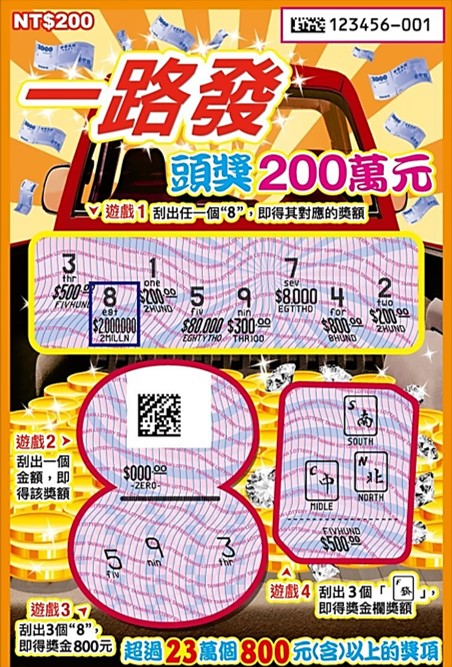 NT$200
123456-001
一路發
頭獎200萬元
遊戲1 刮出任一個“8”，即得其對應的獎額
3
thr
$500.00
FIVHUND
8
egt
$2000000
2MILLN
1
one
$200.00
2HUND
5
fiv
$80,000
EGHTYTHO
9
nin
$300.00
THRIOO
7
sev
$8,000
EGTTHO
4
for
$800.00
8HUND
2
two
$200.00
2HUND
遊戲2
刮出一個
金額，即
得該獎額
$000.00
-ZERO-
5
fiv
9
nin
3
thr
S 南
SOUTH
C 中
MIDLE
N 北
NORTH
FIVHUND
$500.00
遊戲3
刮出3個“8”，
即得獎金800元
遊戲4 刮出3個「發」，
即得獎金欄獎額
超過23萬個800元(含)以上的獎項